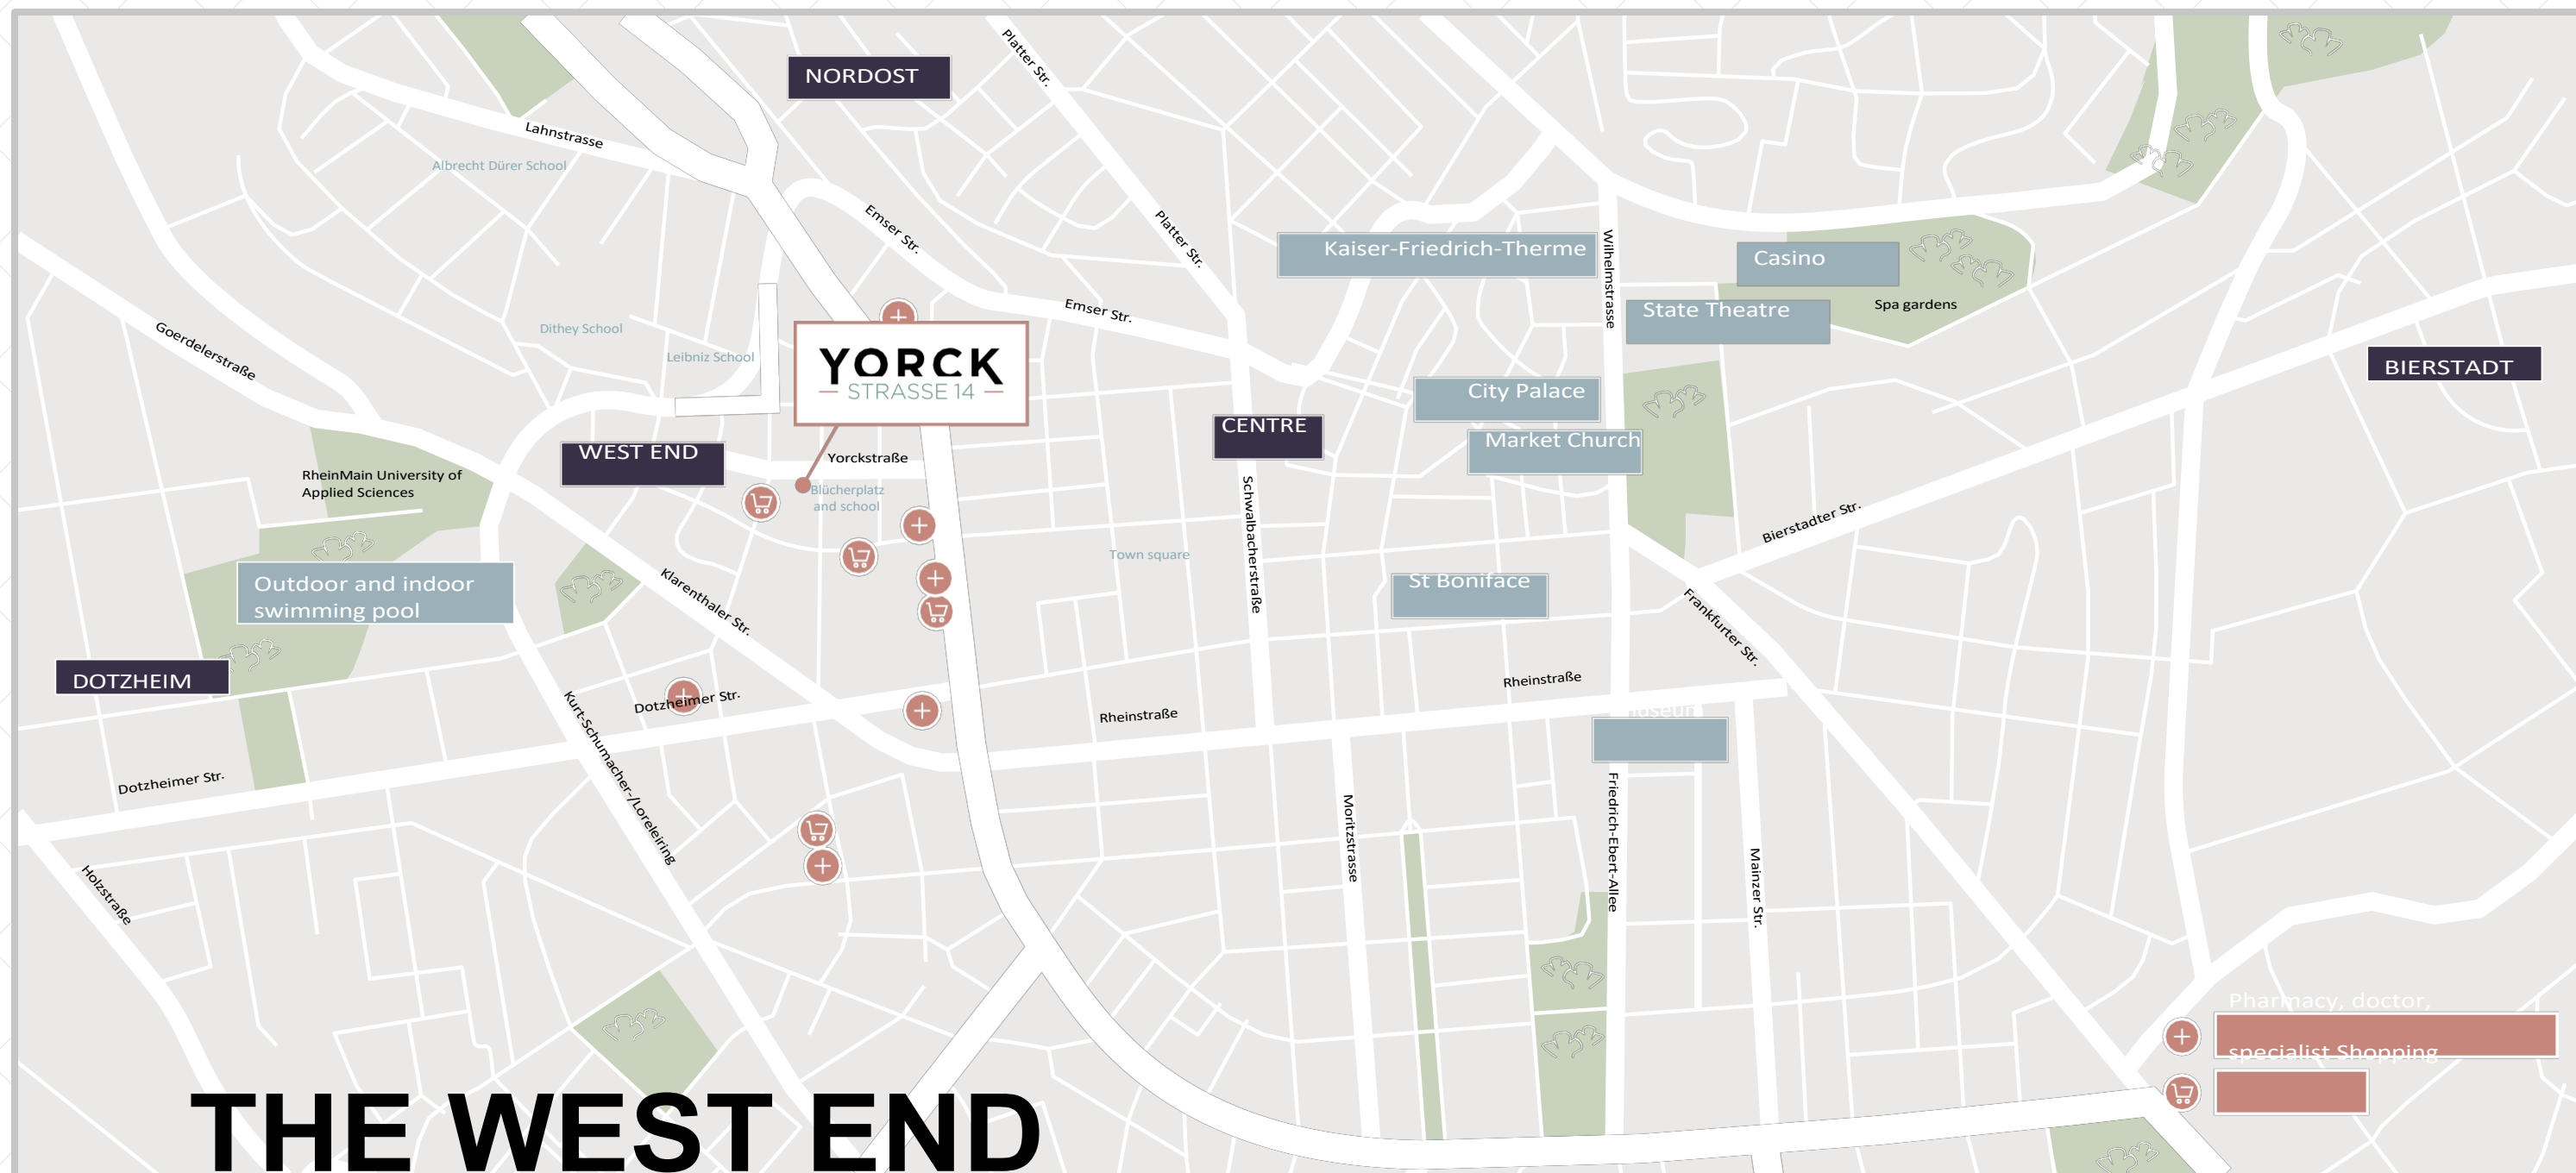 NORDOST
Platter Str.
Lahnstrasse
Albrecht Dürer School
Emser Str.
Platter Str.
Kaiser-Friedrich-Therme
Wilhelmstrasse
Casino
Emser Str.
State Theatre
Spa gardens
Goerdelerstraße
Dithey School
Leibniz School
YORCK
STRASSE 14
BIERSTADT
City Palace
CENTRE
Market Church
WEST END
Yorckstraße
RheinMain University of
Applied Sciences
Blücherplatz
and school
Schwalbacherstraße
Bierstadter Str.
Town square
Outdoor and indoor
swimming pool
Klarenthaler Str.
St Boniface
Frankfurter Str.
DOTZHEIM
Dotzheimer Str.
Rheinstraße
Rheinstraße
Museum
Kurt-Schumacher-/Loreleiring
Dotzheimer Str.
Moritzstrasse
Friedrich-Ebert-Allee
Mainzer Str.
Holzstraße
Pharmacy, doctor,
specialist Shopping
THE WEST END